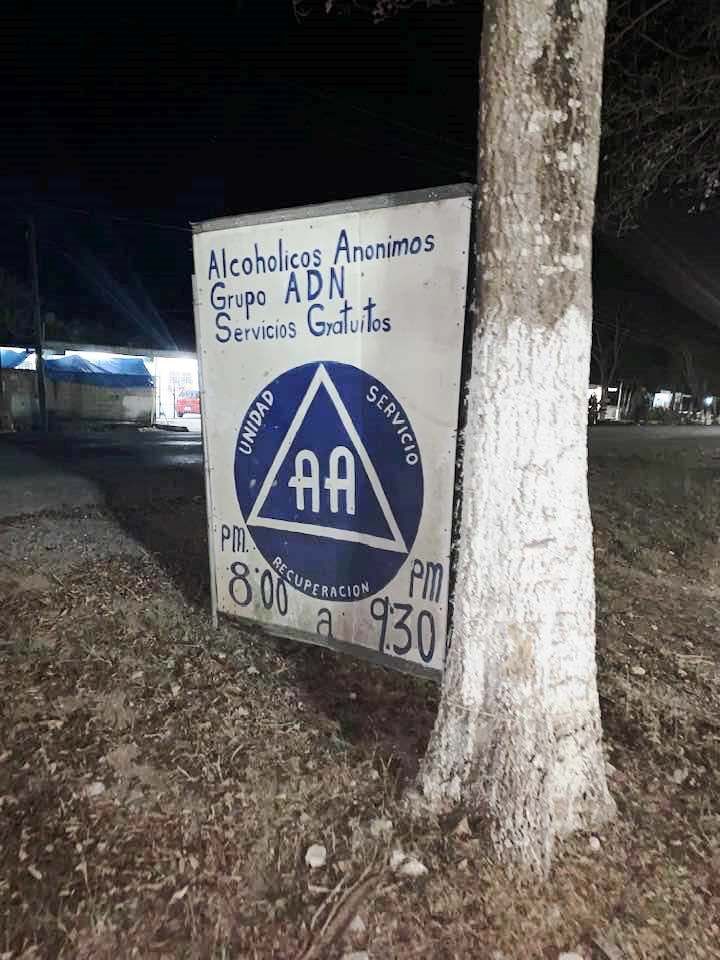 Alcoholicos Anonimos
Grupo ADN
Servicios Gratuitos
UNIDAD
SERVICIO
AA
RECUPERACION
PM. PM
8:00 a 9:30